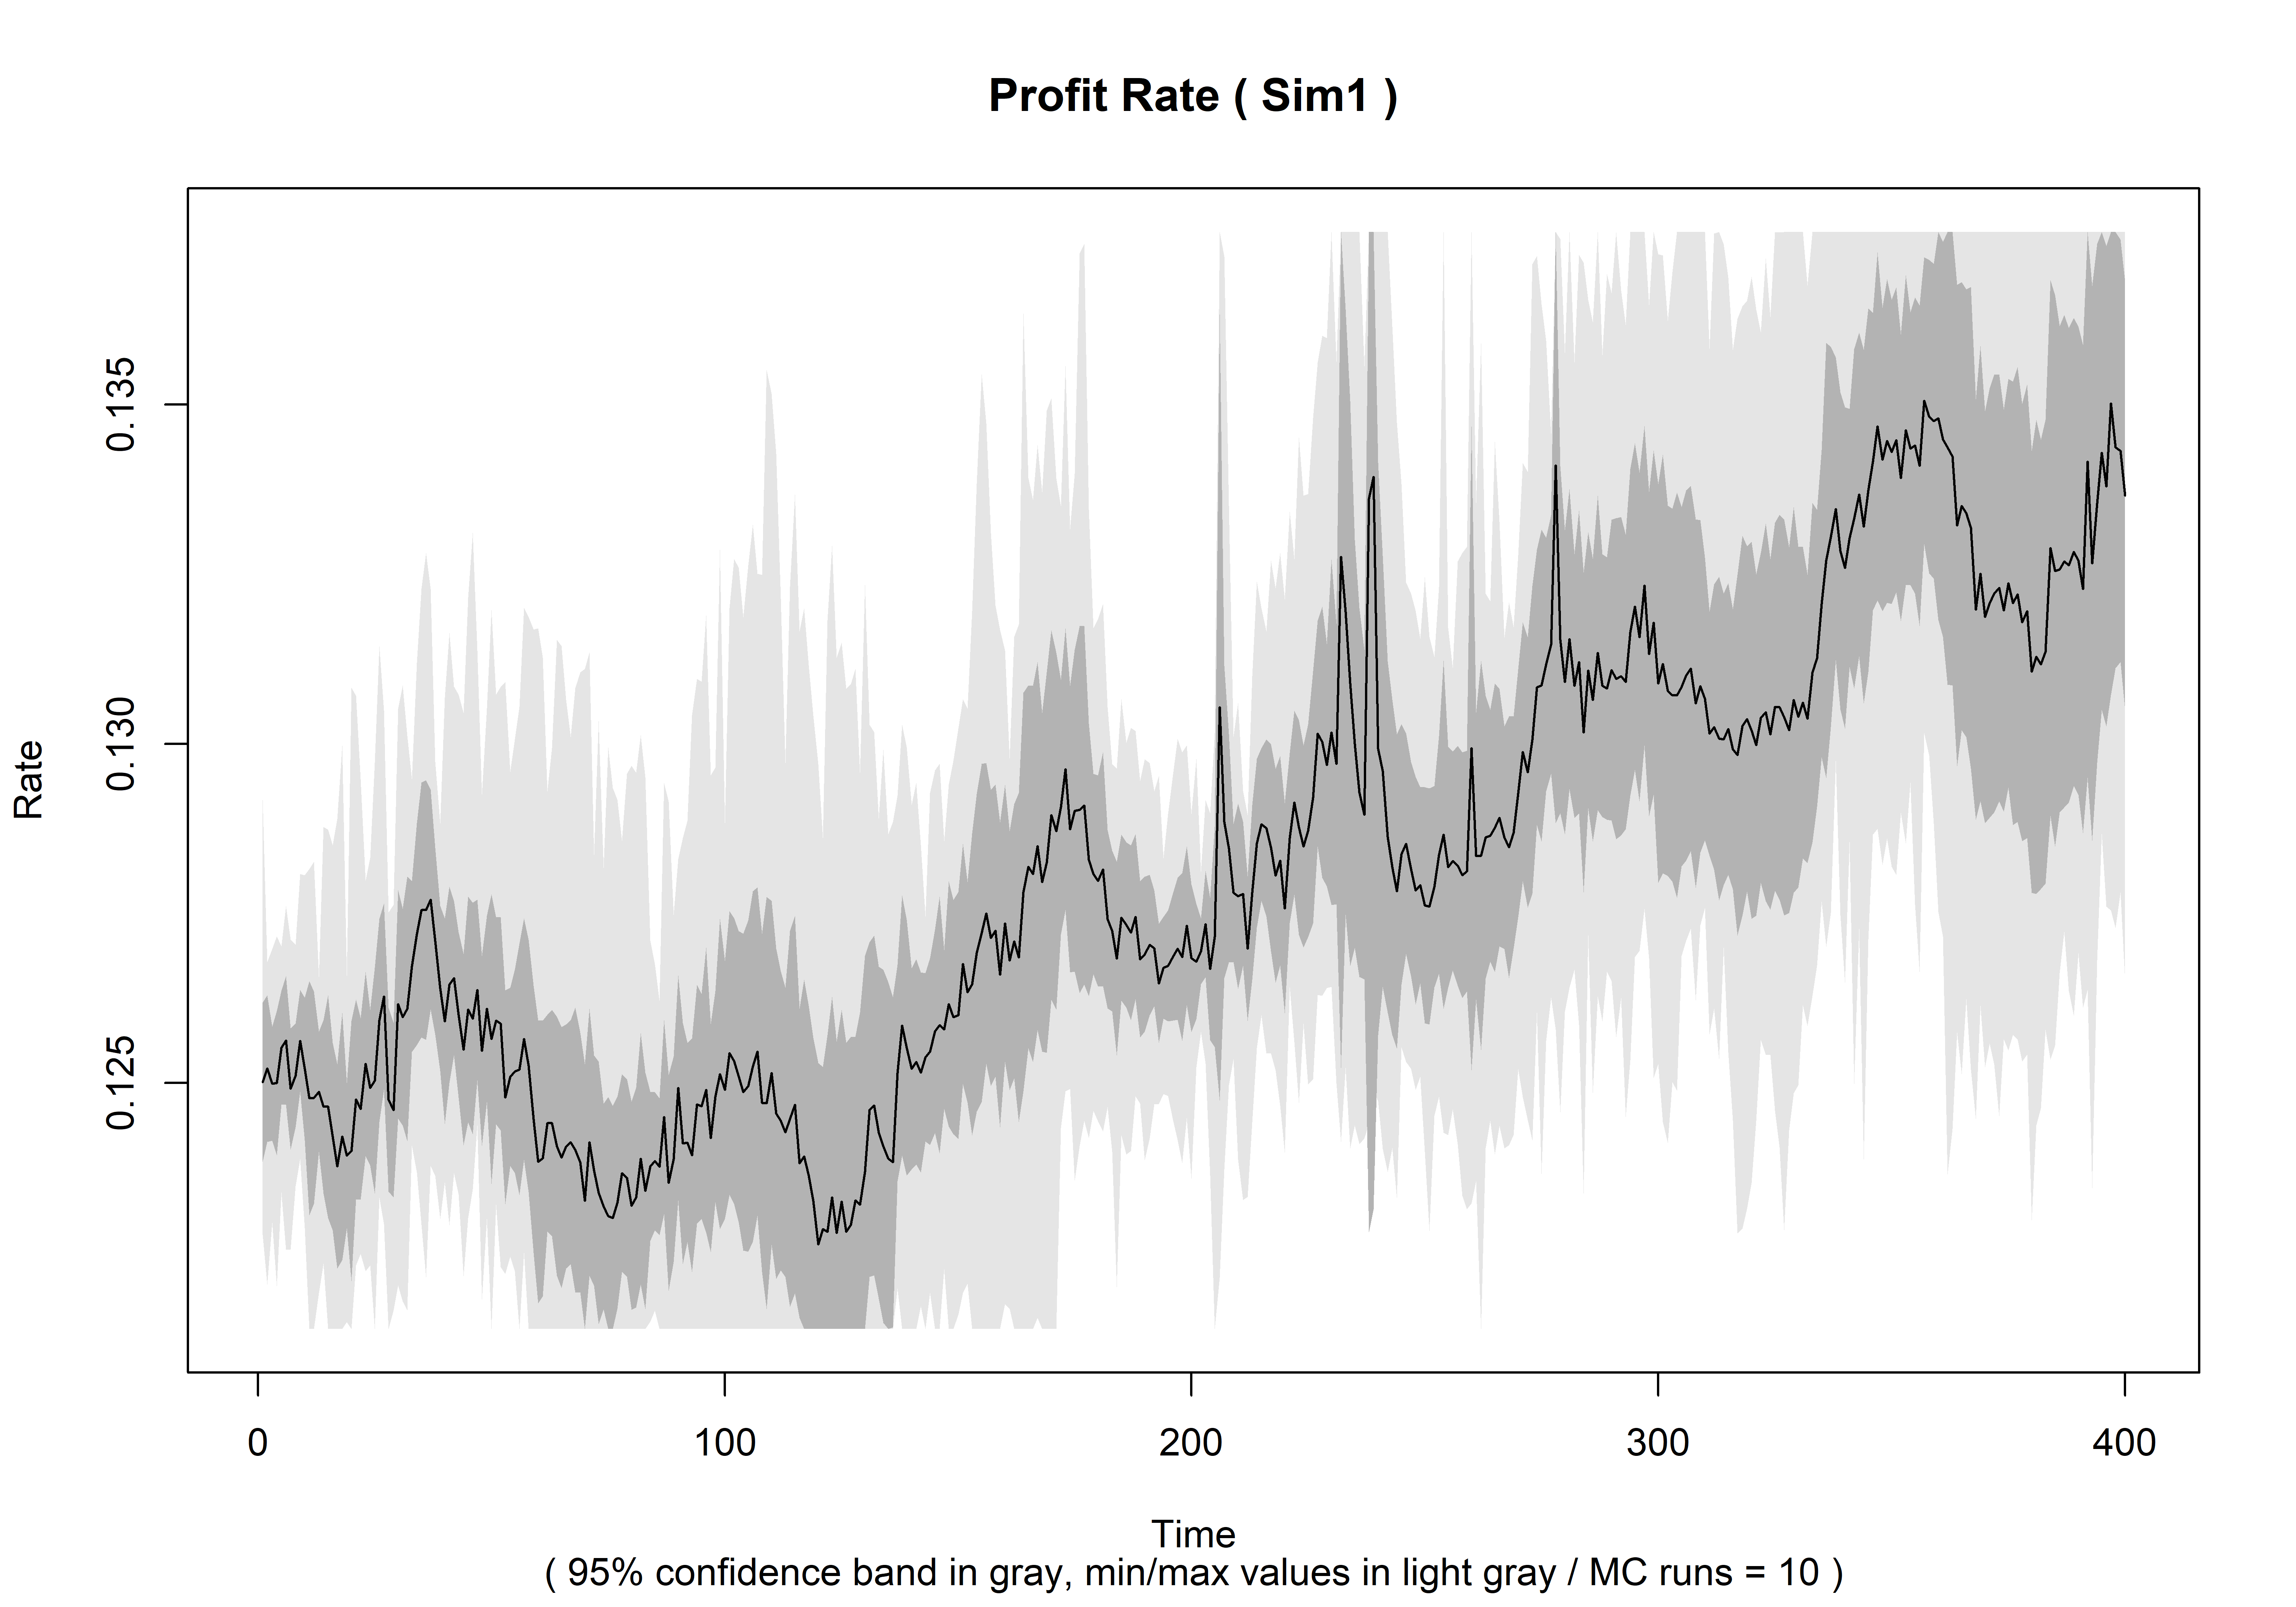 Profit Rate ( Sim1 )
Rate
0.135
0.130
0.125
0 100 200 300 400
Time
( 95% confidence band in gray, min/max values in light gray / MC runs = 10 )